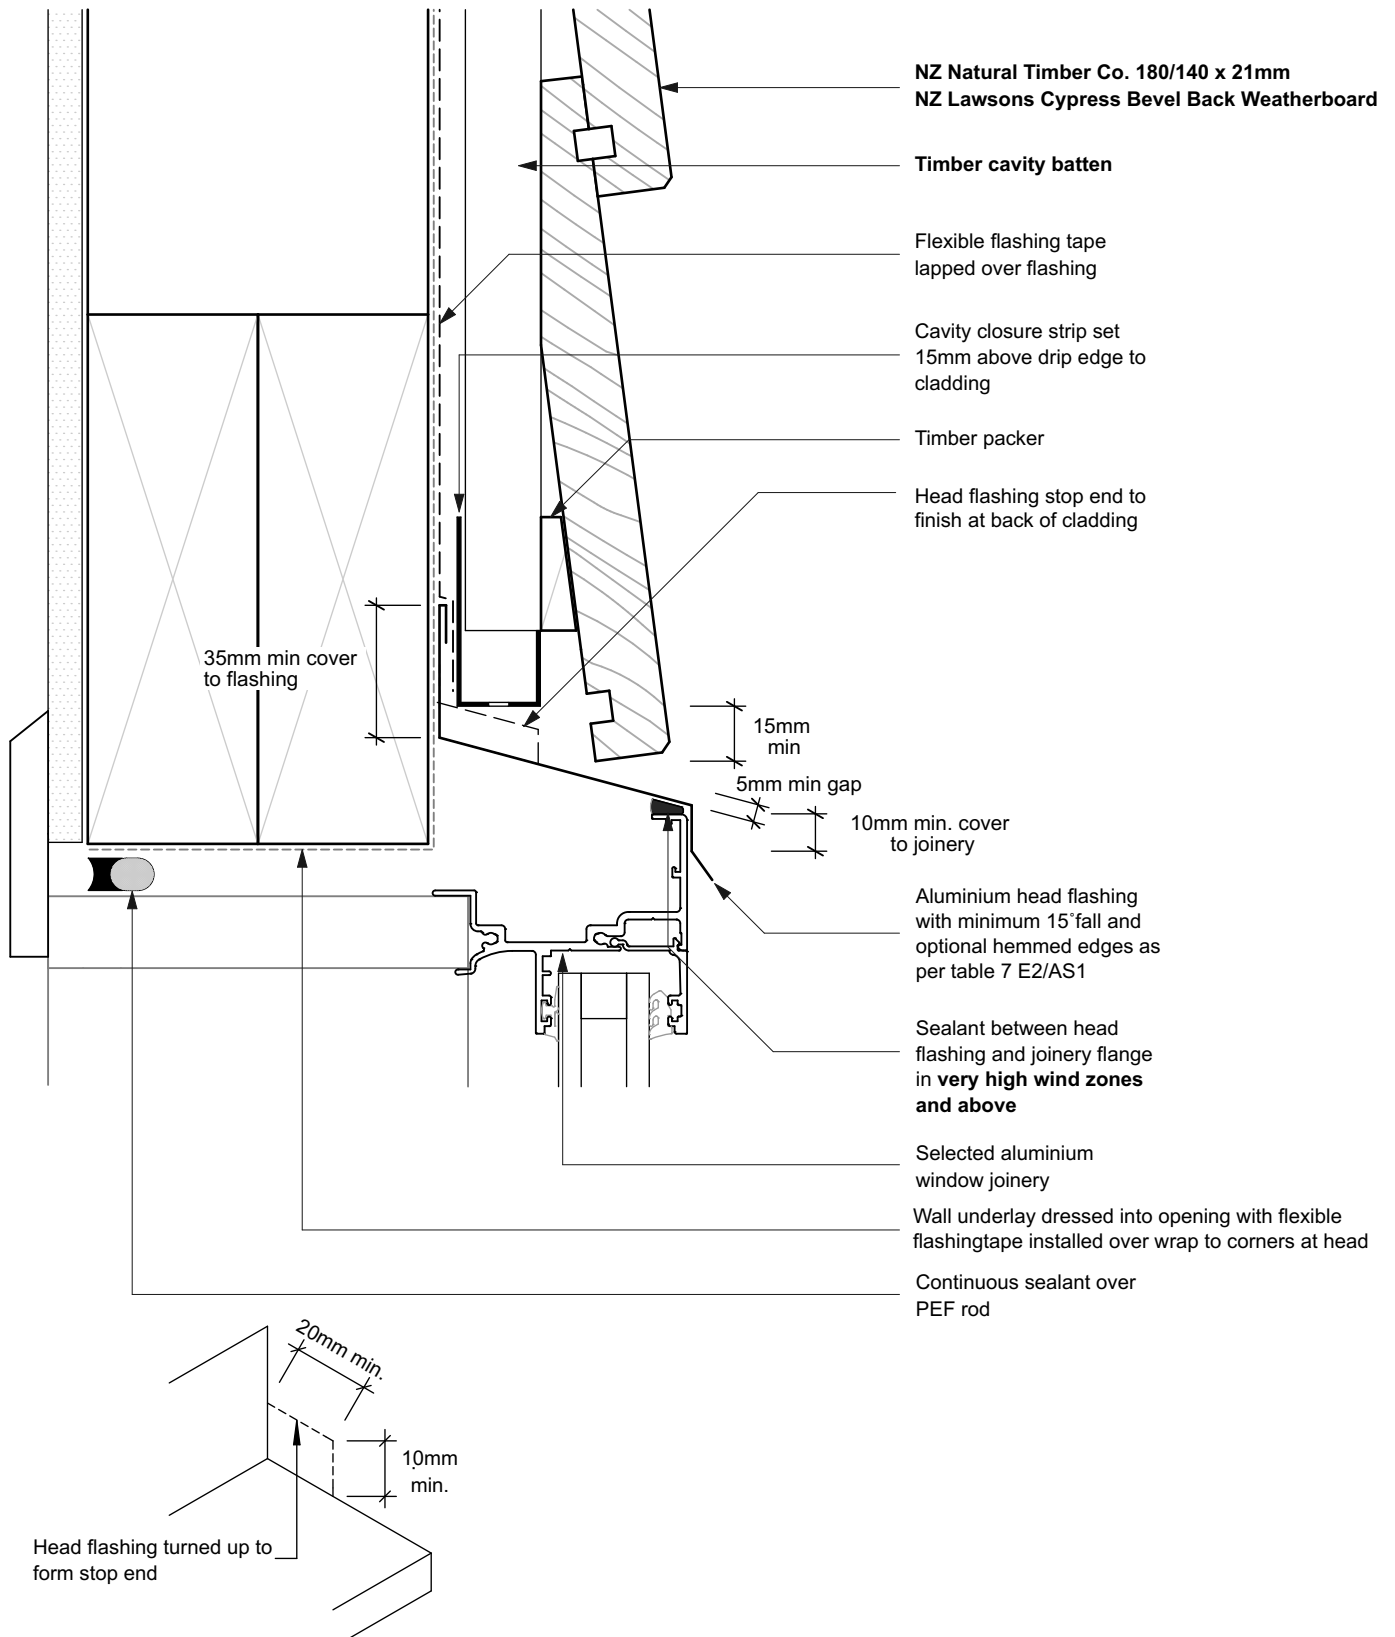 NZ Natural Timber Co. 180/140 x 21mm
NZ Lawsons Cypress Bevel Back Weatherboard
Timber cavity batten
Flexible flashing tape
lapped over flashing
Cavity closure strip set
15mm above drip edge to
cladding
Timber packer
Head flashing stop end to
finish at back of cladding
35mm min cover
to flashing
15mm
min
5mm min gap
10mm min. cover
to joinery
Aluminium head flashing
with minimum 15˚fall and
optional hemmed edges as
per table 7 E2/AS1
Sealant between head
flashing and joinery flange
in very high wind zones
and above
Selected aluminium
window joinery
Wall underlay dressed into opening with flexible
flashingtape installed over wrap to corners at head
Continuous sealant over
PEF rod
20mm min.
10mm
min.
Head flashing turned up to
form stop end